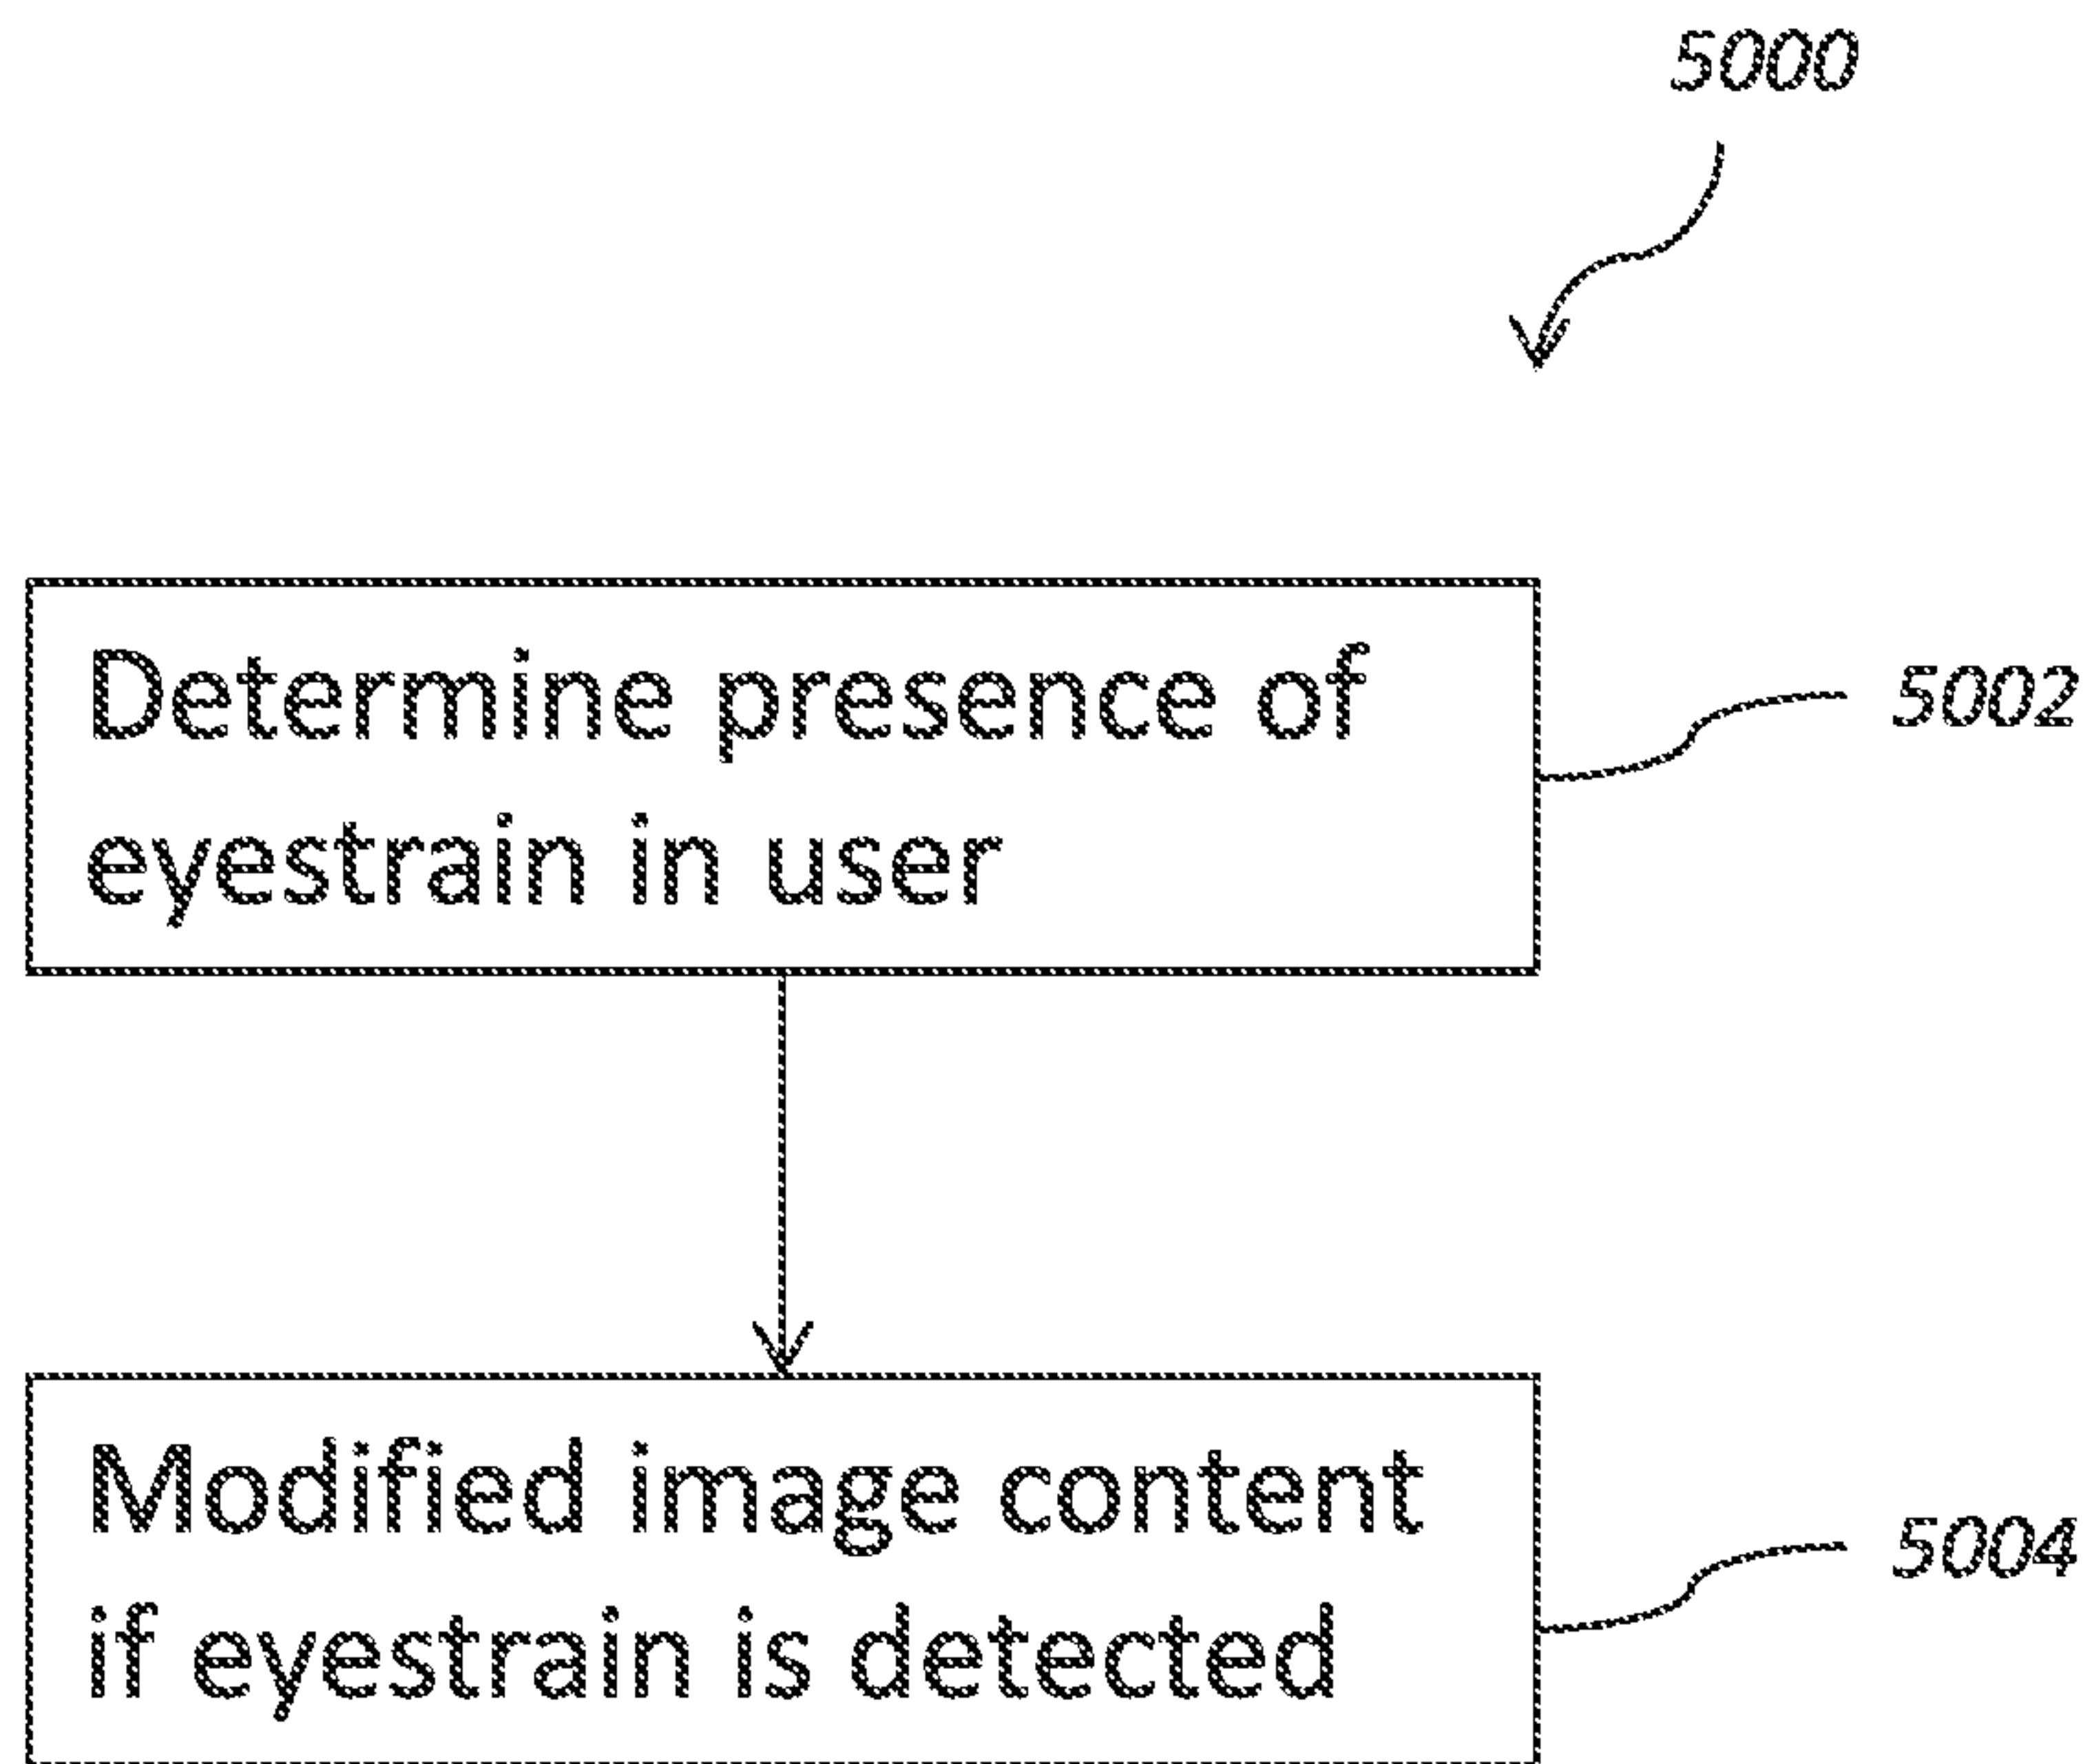 5000
Determine presence of
eyestrain in user
5002
Modified image content
if eyestrain is detected
5004